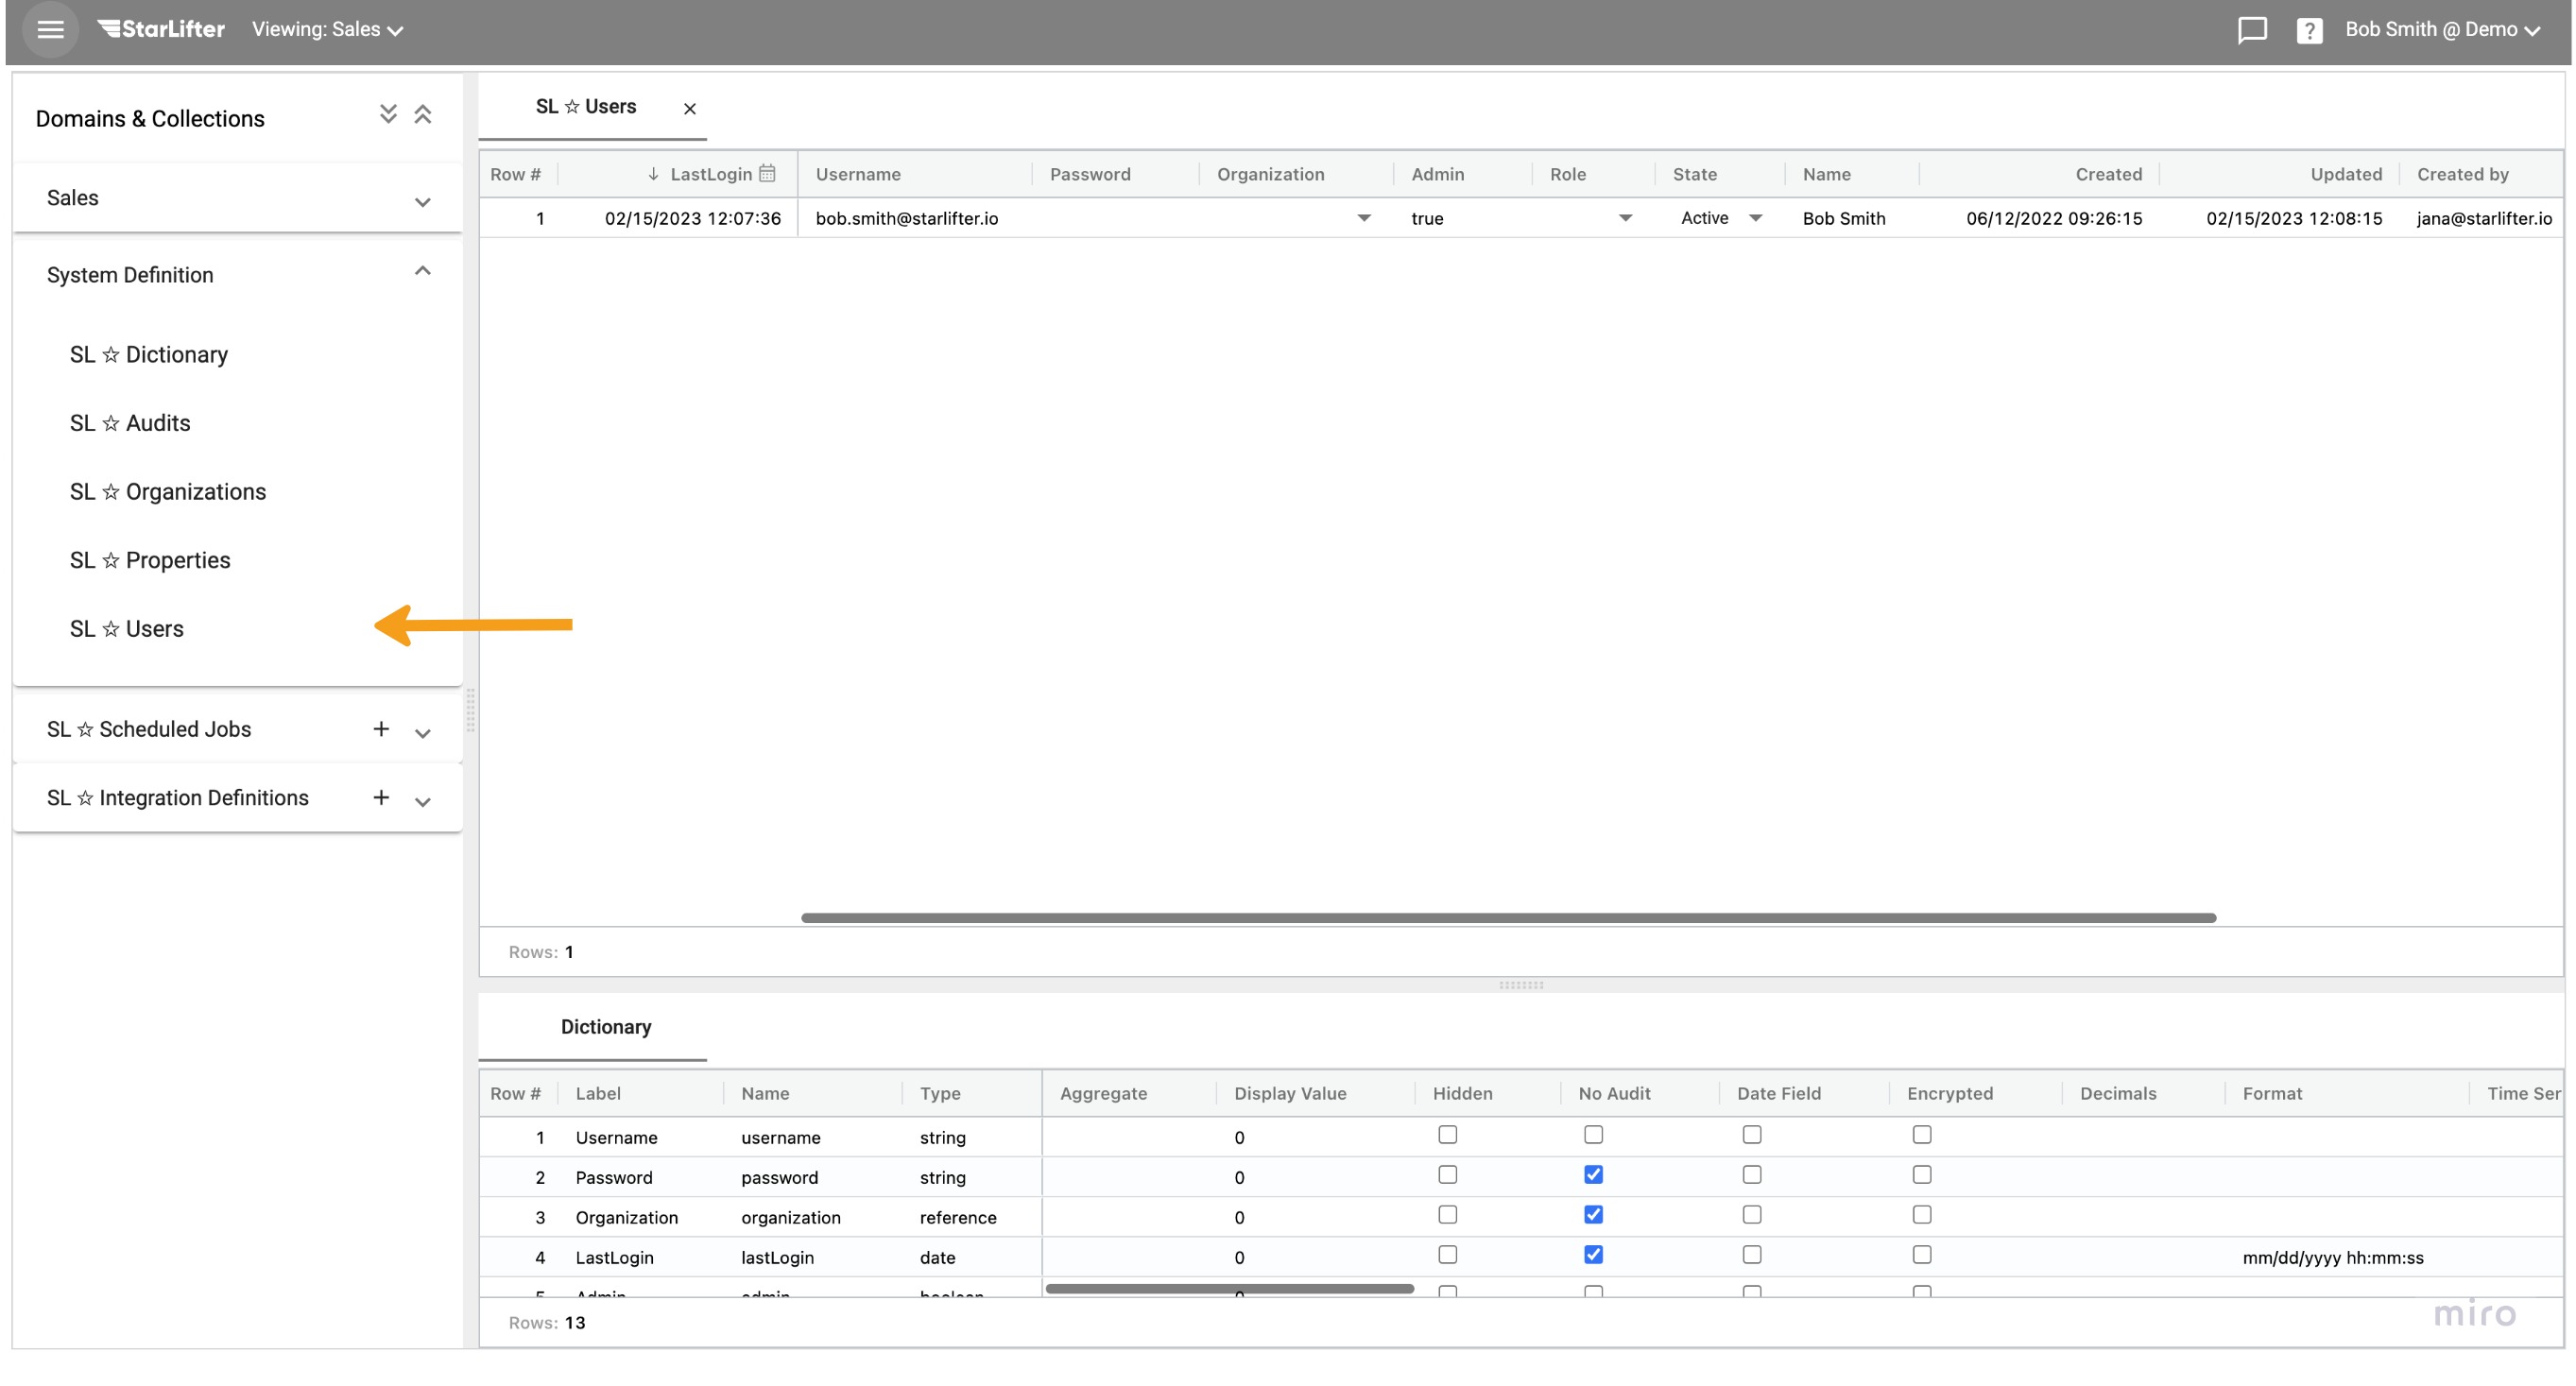 StarLifter Viewing: Sales ? Bob Smith @ Demo
Domains & Collections
Sales
System Definition
SL ☆ Dictionary
SL ☆ Audits
SL ☆ Organizations
SL ☆ Properties
SL ☆ Users
SL ☆ Scheduled Jobs +
SL ☆ Integration Definitions +
SL ☆ Users ×
Row # ↓ LastLogin Username Password Organization Admin Role State Name Created Updated Created by
1 02/15/2023 12:07:36 bob.smith@starlifter.io true Active Bob Smith 06/12/2022 09:26:15 02/15/2023 12:08:15 jana@starlifter.io
Rows: 1
Dictionary
Row # Label Name Type Aggregate Display Value Hidden No Audit Date Field Encrypted Decimals Format Time Ser
1 Username username string 0
2 Password password string 0
3 Organization organization reference 0
4 LastLogin lastLogin date 0 mm/dd/yyyy hh:mm:ss
5 Admin admin boolean 0
Rows: 13
miro